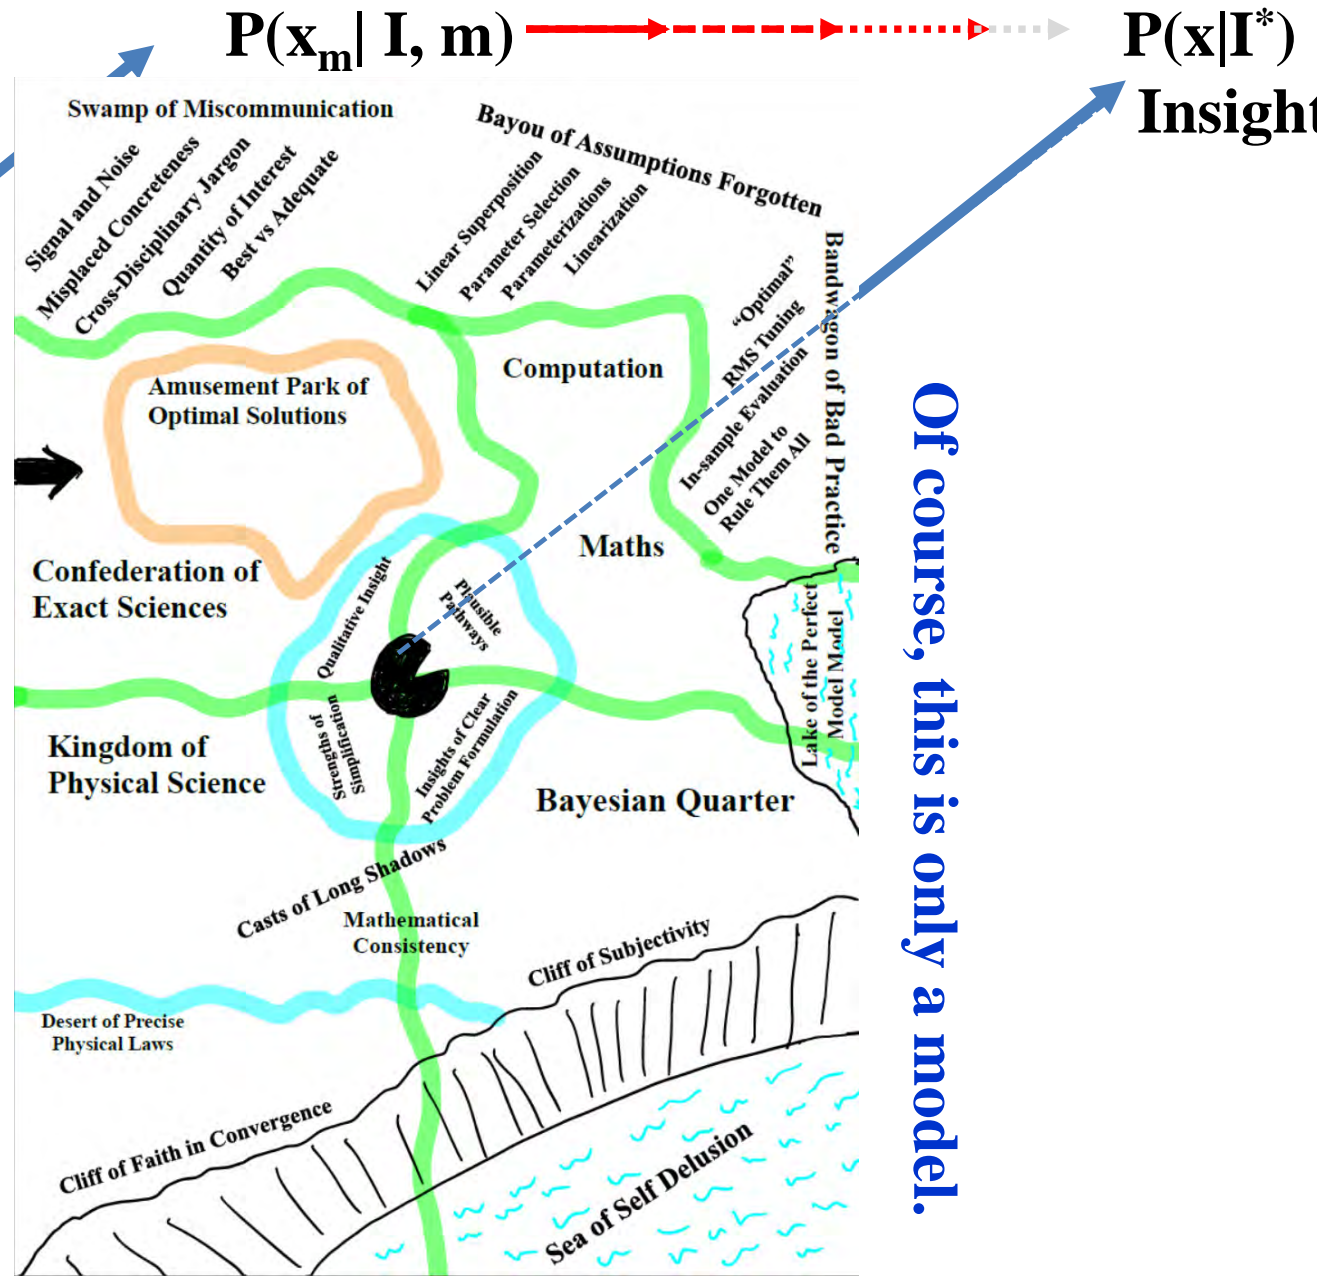 P(xₘ| I, m)
P(x|I*)
Insight
Swamp of Miscommunication
Signal and Noise
Misplaced Concreteness
Cross-Disciplinary Jargon
Quantity of Interest
Best vs Adequate
Bayou of Assumptions Forgotten
Linear Superposition
Parameter Selection
Parameterizations
Linearization
Bandwagon of Bad Practice
“Optimal”
RMS Tuning
In-sample Evaluation
One Model to
Rule Them All
Computation
Amusement Park of
Optimal Solutions
Maths
Confederation of
Exact Sciences
Qualitative Insight
Plausible
Pathways
Strengths of
Simplification
Insights of Clear
Problem Formulation
Lake of the Perfect
Model Model
Kingdom of
Physical Science
Bayesian Quarter
Casts of Long Shadows
Mathematical
Consistency
Cliff of Subjectivity
Desert of Precise
Physical Laws
Cliff of Faith in Convergence
Sea of Self Delusion
Of course, this is only a model.